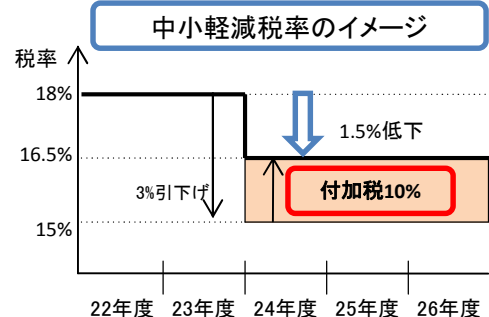 中小軽減税率のイメージ
税率
18%
1.5%低下
16.5%
3%引下げ
付加税10%
15%
22年度 23年度 24年度 25年度 26年度